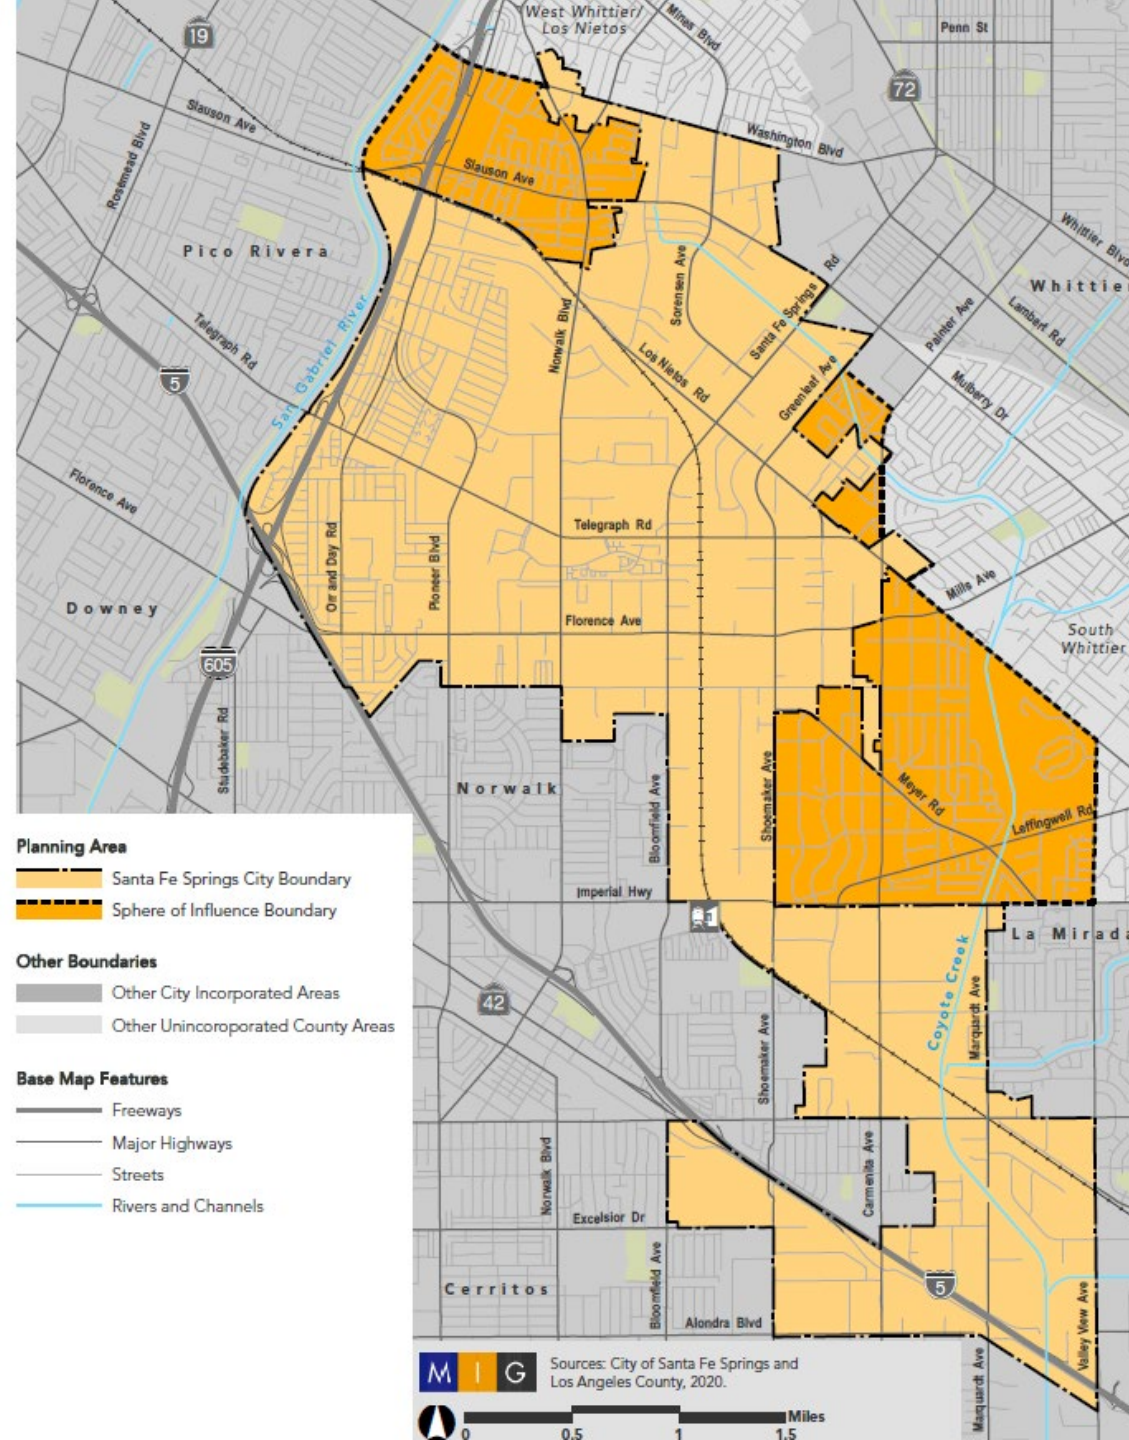 West Whittier/
Los Nietos
Mines Blvd
Penn St
19
72
Slauson Ave
Rosemead Blvd
Washington Blvd
Slauson Ave
Pico Rivera
Whittier Blvd
Whittier
Sorensen Ave
Santa Fe Springs Rd
Painter Ave
Lambert Rd
Telegraph Rd
San Gabriel River
Norwalk Blvd
Los Nietos Rd
Greenleaf Ave
Mulberry Dr
5
Florence Ave
Telegraph Rd
Orr and Day Rd
Pioneer Blvd
Mills Ave
Downey
Florence Ave
South
Whittier
605
Studebaker Rd
Norwalk
Bloomfield Ave
Shoemaker Ave
Meyer Rd
Leffingwell Rd
Imperial Hwy
La Mirada
42
Coyote Creek
Marquardt Ave
Shoemaker Ave
Norwalk Blvd
Carmenita Ave
Excelsior Dr
Cerritos
Bloomfield Ave
5
Alondra Blvd
Valley View Ave
Marquardt Ave
Planning Area
Santa Fe Springs City Boundary
Sphere of Influence Boundary
Other Boundaries
Other City Incorporated Areas
Other Unincoroporated County Areas
Base Map Features
Freeways
Major Highways
Streets
Rivers and Channels
M I G
Sources: City of Santa Fe Springs and
Los Angeles County, 2020.
0 0.5 1 1.5 Miles